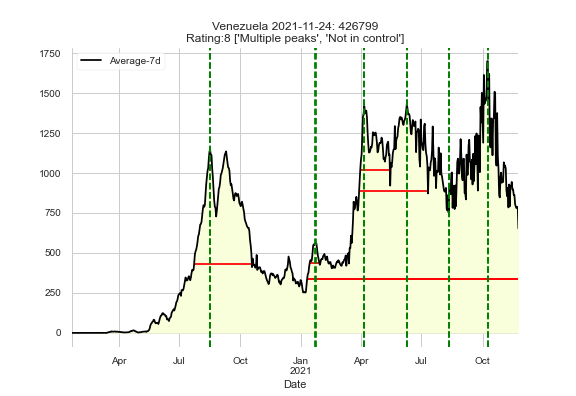 Venezuela 2021-11-24: 426799
Rating:8 ['Multiple peaks', 'Not in control']
Average-7d
1750
1500
1250
1000
750
500
250
0
Apr Jul Oct Jan Apr Jul Oct
2021
Date